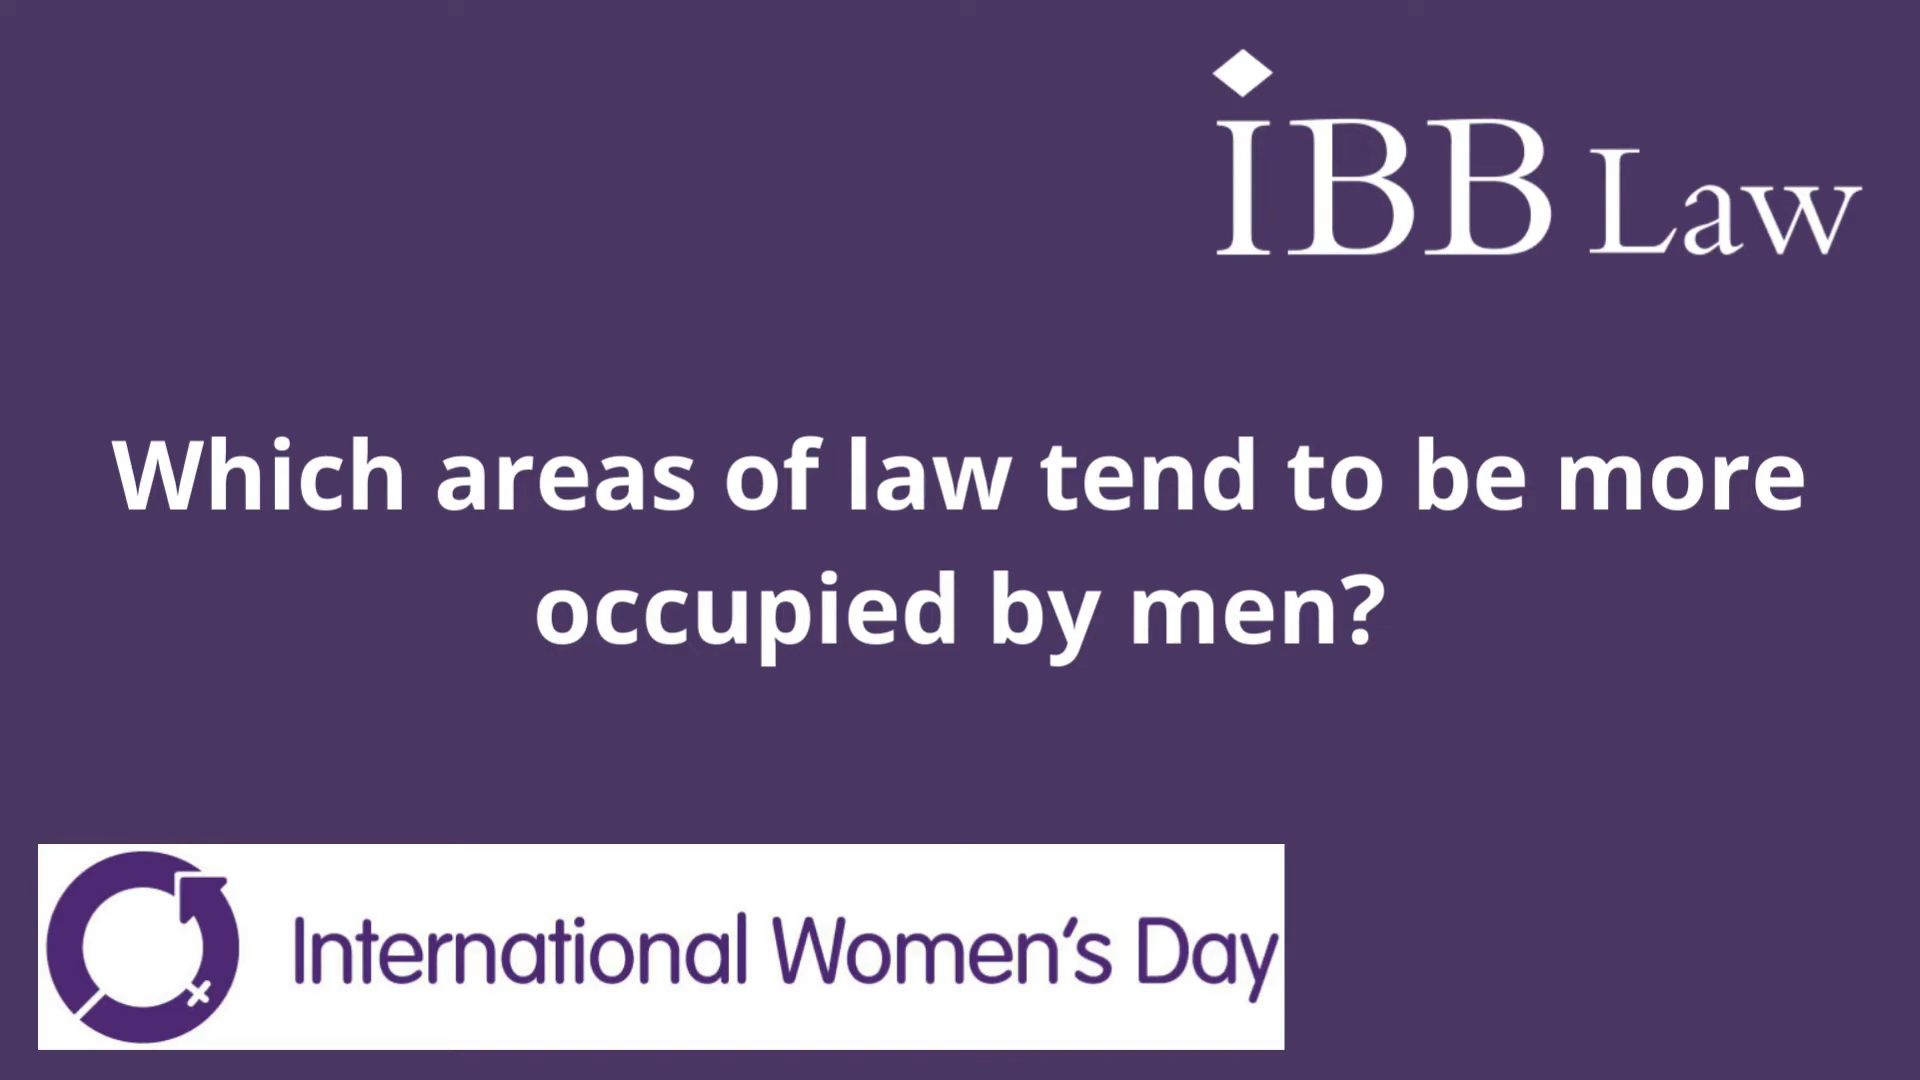 iBB Law
Which areas of law tend to be more
occupied by men?
International Women's Day